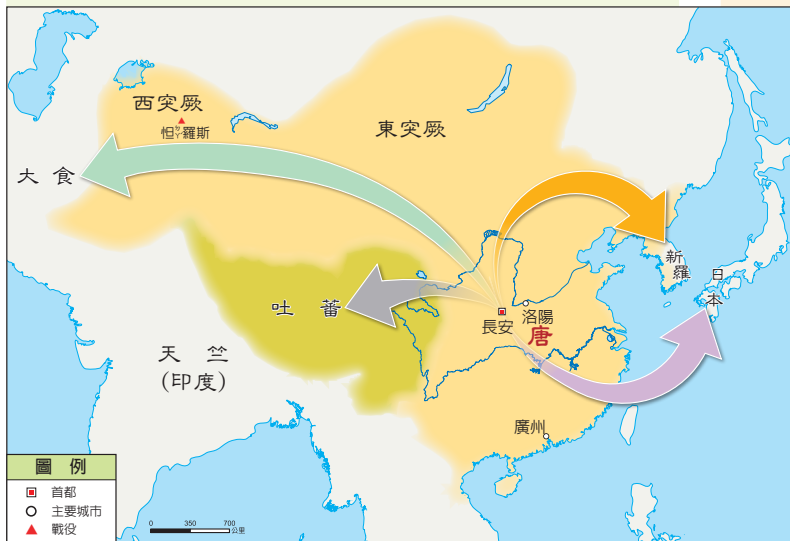 西突厥
怛羅斯
ㄉㄚˊ
東突厥
大食
新羅
日本
吐蕃
洛陽
長安
唐
天竺
(印度)
廣州
圖例
首都
主要城市
戰役
0 350 700
公里